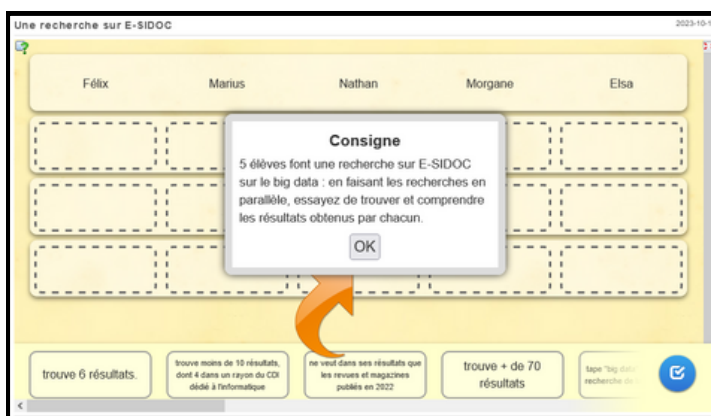 Une recherche sur E-SIDOC
2023-10-1
Félix Marius Nathan Morgane Elsa
Consigne
5 élèves font une recherche sur E-SIDOC
sur le big data : en faisant les recherches en
parallèle, essayez de trouver et comprendre
les résultats obtenus par chacun.
OK
trouve 6 résultats.
trouve moins de 10 résultats,
dont 4 dans un rayon du CDI
dédié à l'informatique
ne veut dans ses résultats que
les revues et magazines
publiés en 2022
trouve + de 70
résultats
tape "big
recherche